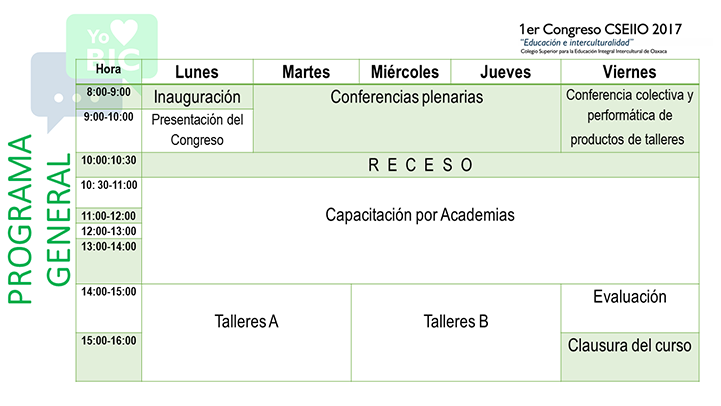 Yo
BIC
1er Congreso CSEIIO 2017
"Educación e interculturalidad"
Colegio Superior para la Educación Integral Intercultural de Oaxaca
PROGRAMA
GENERAL
Hora Lunes Martes Miércoles Jueves Viernes
8:00-9:00 Inauguración Conferencias plenarias Conferencia colectiva y
9:00-10:00 Presentación del performática de
Congreso productos de talleres
10:00:10:30 R E C E S O
10: 30-11:00
Capacitación por Academias
11:00-12:00
12:00-13:00
13:00-14:00
14:00-15:00 Talleres A Talleres B Evaluación
15:00-16:00 Clausura del curso